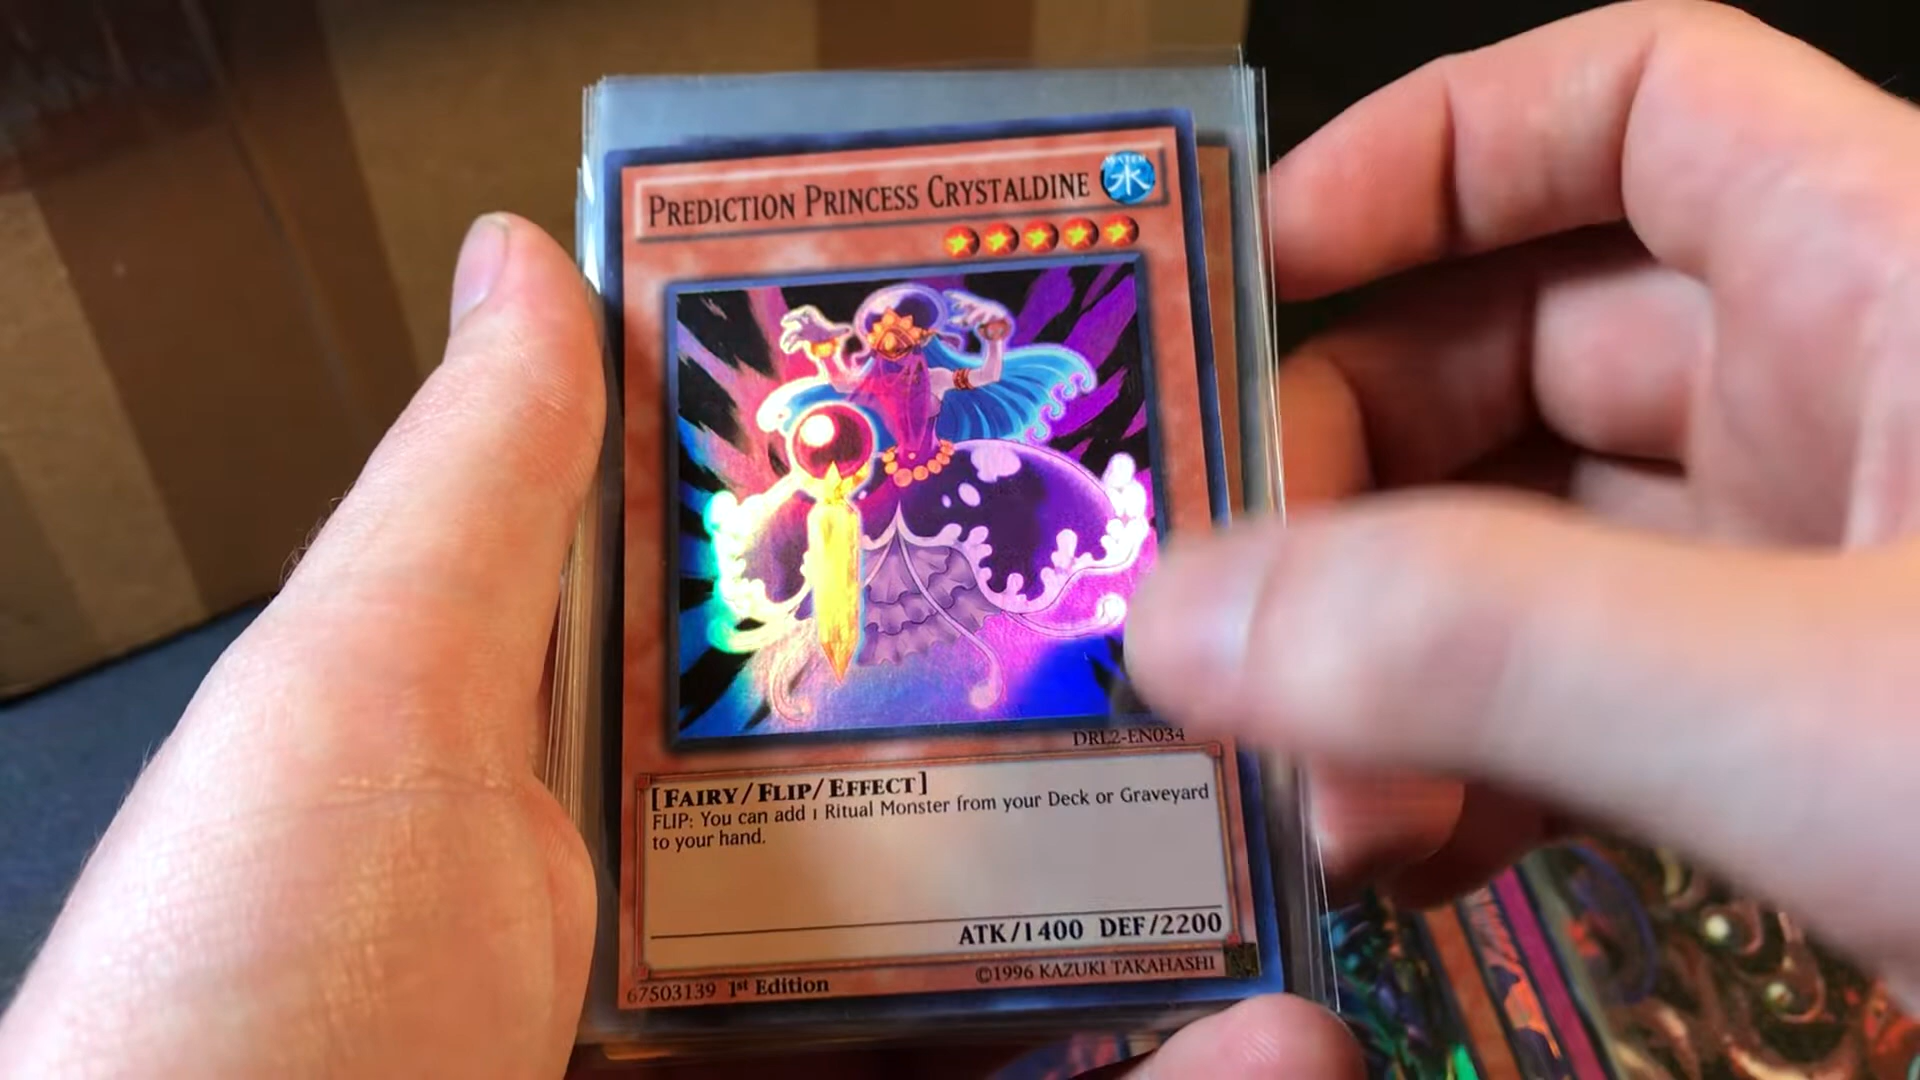 PREDICTION PRINCESS CRYSTALDINE
WATER
水
DRL2-EN034
[FAIRY/FLIP/EFFECT]
FLIP: You can add 1 Ritual Monster from your Deck or Graveyard
to your hand.
ATK/1400 DEF/2200
67503139 1st Edition
©1996 KAZUKI TAKAHASHI